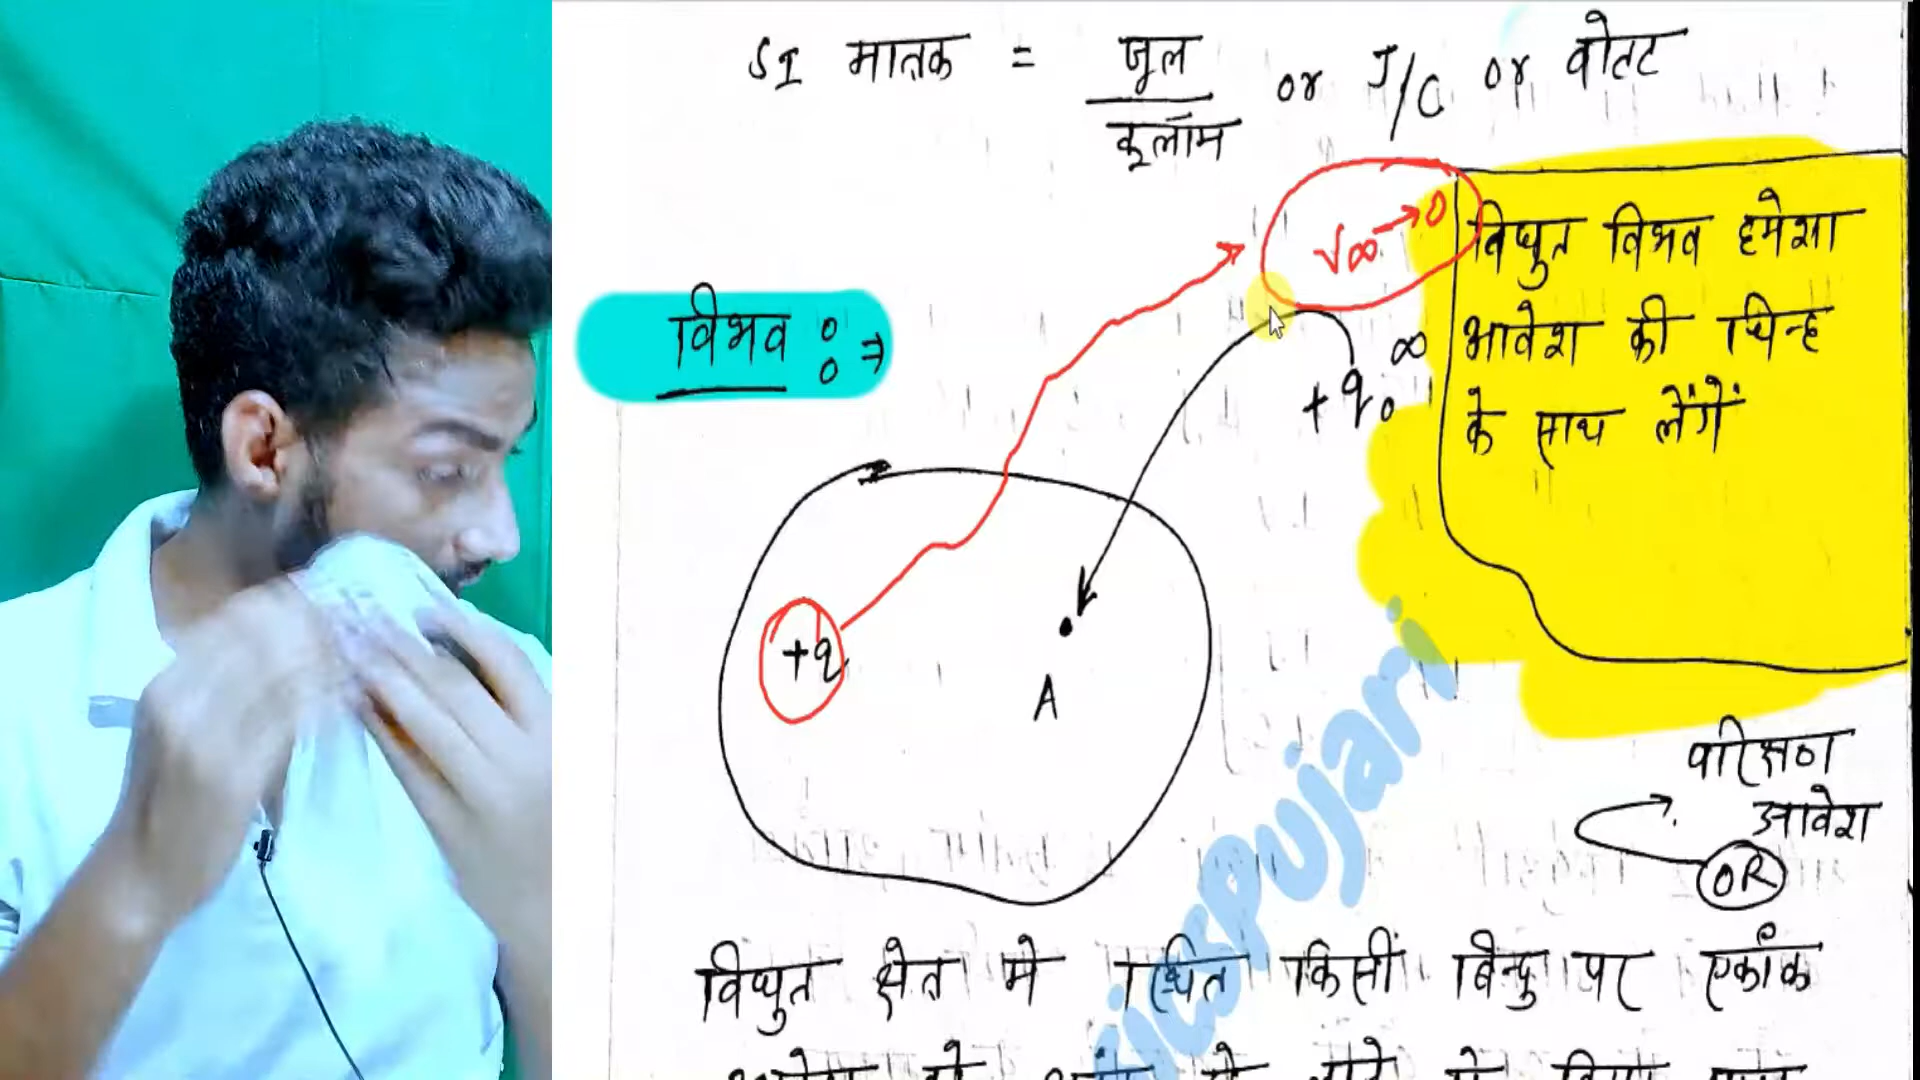 SI मात्रक = जूल / कूलॉम or J/C or वोल्ट
V∞ → 0
विधुत विभव हमेशा
आवेश की चिन्ह
के साथ लेंगें
विभव :⇒
∞
+q₀
+q
A
परिक्षण
आवेश
OR
विधुत क्षेत्र मे स्थित किसी बिन्दु पर एकांक